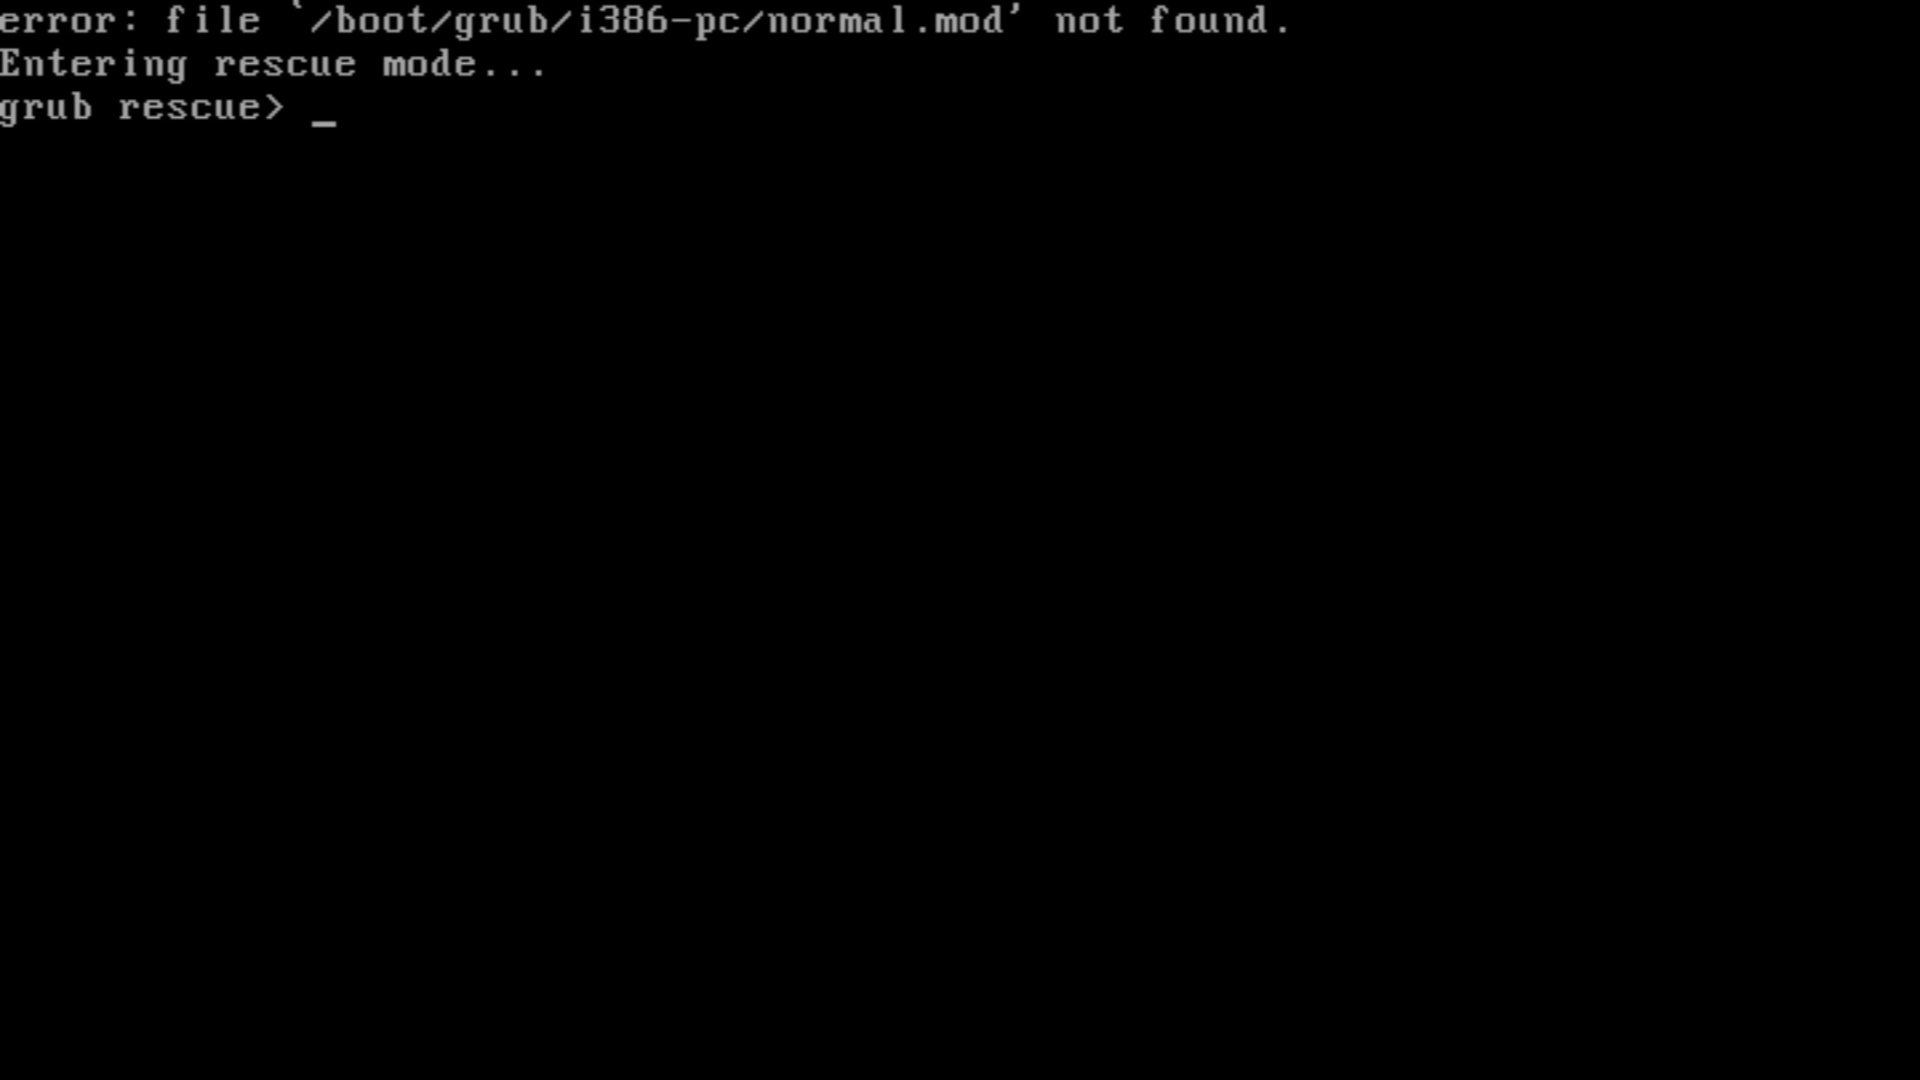 error: file `/boot/grub/i386-pc/normal.mod' not found.
Entering rescue mode...
grub rescue> _